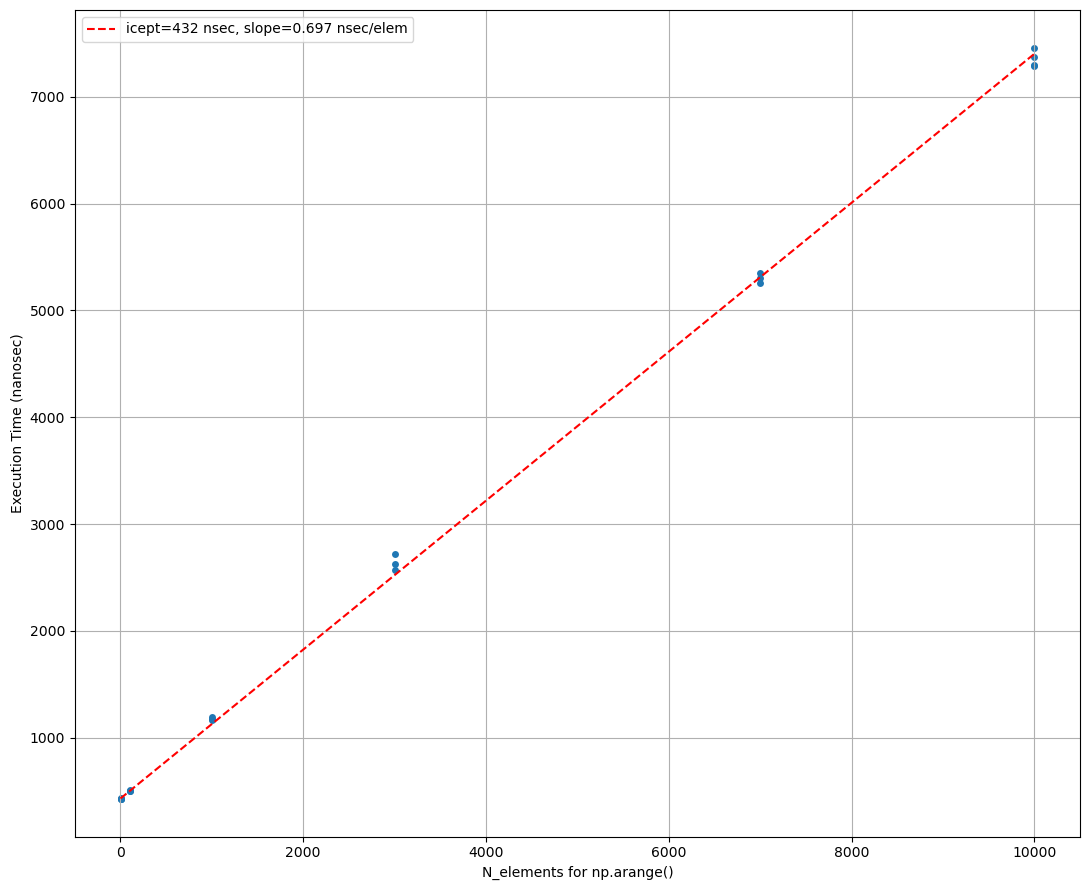 icept=432 nsec, slope=0.697 nsec/elem
7000
6000
5000
4000
3000
2000
1000
Execution Time (nanosec)
0 2000 4000 6000 8000 10000
N_elements for np.arange()